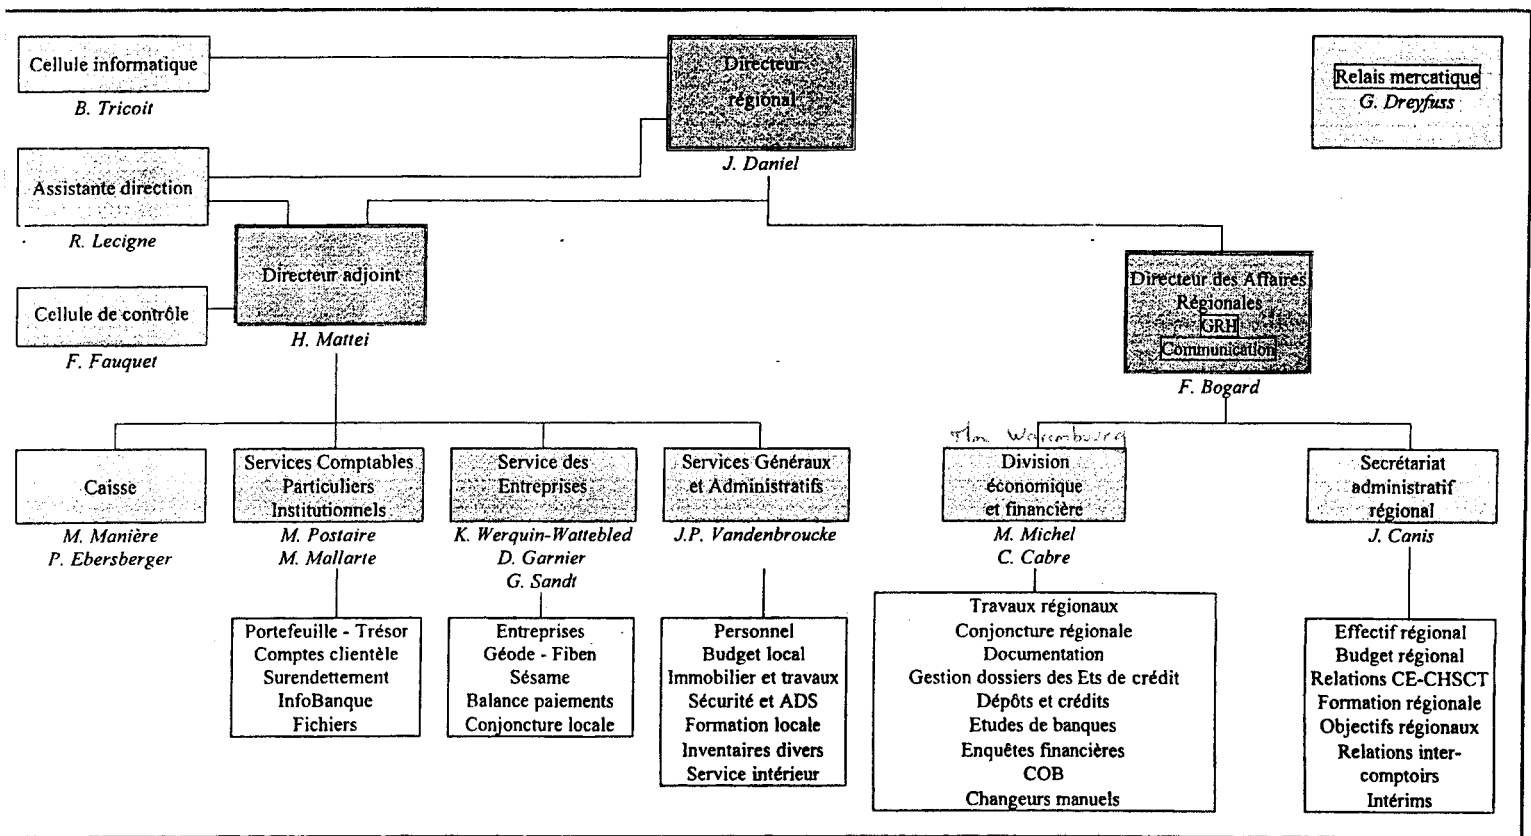 Cellule informatique
B. Tricoit
Directeur
régional
J. Daniel
Relais mercatique
G. Dreyfuss
Assistante direction
R. Lecigne
Directeur adjoint
H. Mattei
Cellule de contrôle
F. Fauquet
Directeur des Affaires
Régionales
GRH
Communication
F. Bogard
Caisse
M. Manière
P. Ebersberger
Services Comptables
Particuliers
Institutionnels
M. Postaire
M. Mallarte
Service des
Entreprises
K. Werquin-Wattebled
D. Garnier
G. Sandt
Services Généraux
et Administratifs
J.P. Vandenbroucke
Division
économique
et financière
M. Michel
C. Cabre
Secrétariat
administratif
régional
J. Canis
Portefeuille - Trésor
Comptes clientèle
Surendettement
InfoBanque
Fichiers
Entreprises
Géode - Fiben
Sésame
Balance paiements
Conjoncture locale
Personnel
Budget local
Immobilier et travaux
Sécurité et ADS
Formation locale
Inventaires divers
Service intérieur
Travaux régionaux
Conjoncture régionale
Documentation
Gestion dossiers des Ets de crédit
Dépôts et crédits
Etudes de banques
Enquêtes financières
COB
Changeurs manuels
Effectif régional
Budget régional
Relations CE-CHSCT
Formation régionale
Objectifs régionaux
Relations inter-
comptoirs
Intérims